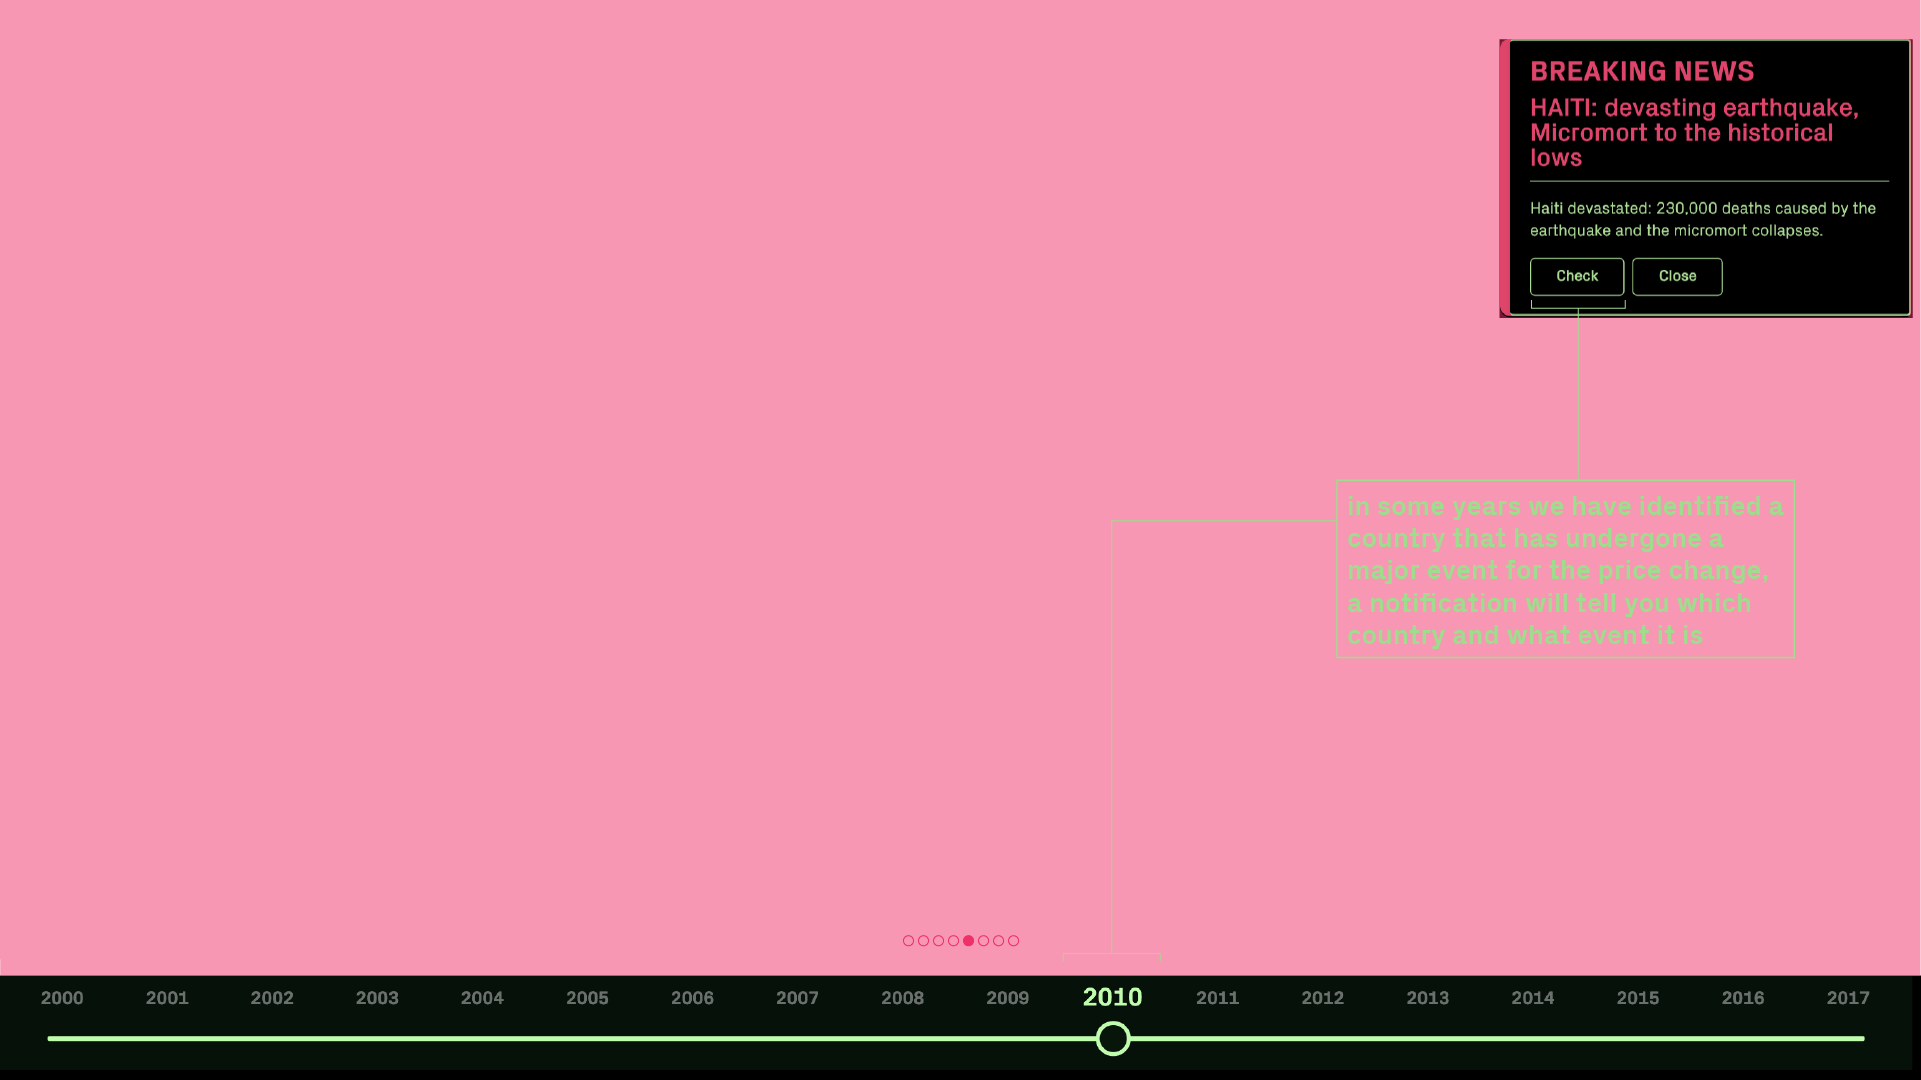 BREAKING NEWS
HAITI: devasting earthquake,
Micromort to the historical
lows
Haiti devastated: 230,000 deaths caused by the
earthquake and the micromort collapses.
Check Close
in some years we have identified a
country that has undergone a
major event for the price change,
a notification will tell you which
country and what event it is
2000 2001 2002 2003 2004 2005 2006 2007 2008 2009 2010 2011 2012 2013 2014 2015 2016 2017